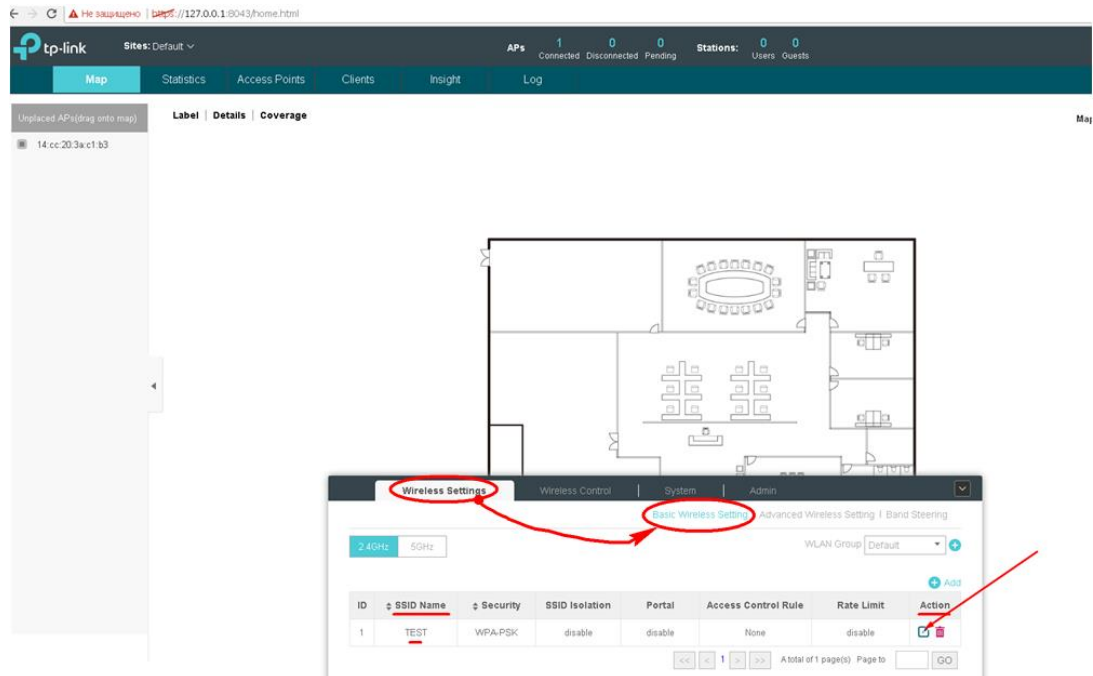 Не защищено | https://127.0.0.1:8043/home.html
tp-link Sites: Default APs 1 0 0 Stations: 0 0
Connected Disconnected Pending Users Guests
Map Statistics Access Points Clients Insight Log
Unplaced APs(drag onto map) Label | Details | Coverage Map
14:cc:20:3a:c1:b3
Wireless Settings Wireless Control | System | Admin
Basic Wireless Setting | Advanced Wireless Setting | Band Steering
2.4GHz 5GHz WLAN Group Default
Add
ID SSID Name Security SSID Isolation Portal Access Control Rule Rate Limit Action
1 TEST WPA-PSK disable disable None disable
<< < 1 > >> A total of 1 page(s) Page to GO